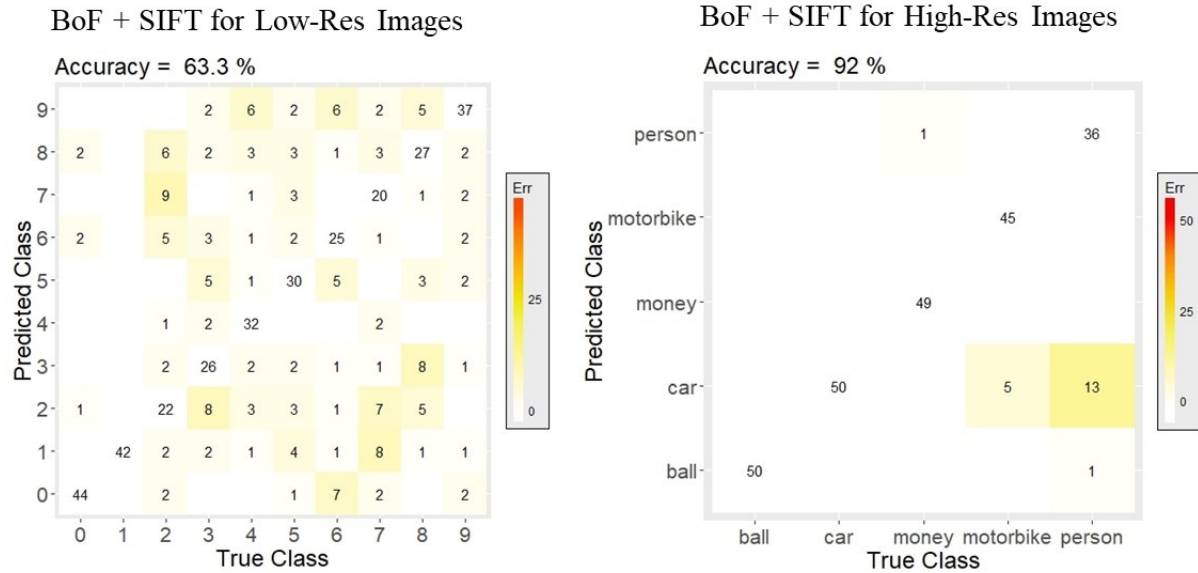 BoF + SIFT for Low-Res Images
Accuracy = 63.3 %
Predicted Class
9 2 6 2 6 2 5 37
8 2 6 2 3 3 1 3 27 2
7 9 1 3 20 1 2
6 2 5 3 1 2 25 1 2
5 5 1 30 5 3 2
4 1 2 32 2
3 2 26 2 2 1 1 8 1
2 1 22 8 3 3 1 7 5
1 42 2 2 1 4 1 8 1 1
0 44 2 1 7 2 2
0 1 2 3 4 5 6 7 8 9
True Class
Err
25
0
BoF + SIFT for High-Res Images
Accuracy = 92 %
Predicted Class
person 1 36
motorbike 45
money 49
car 50 5 13
ball 50 1
ball car money motorbike person
True Class
Err
50
25
0